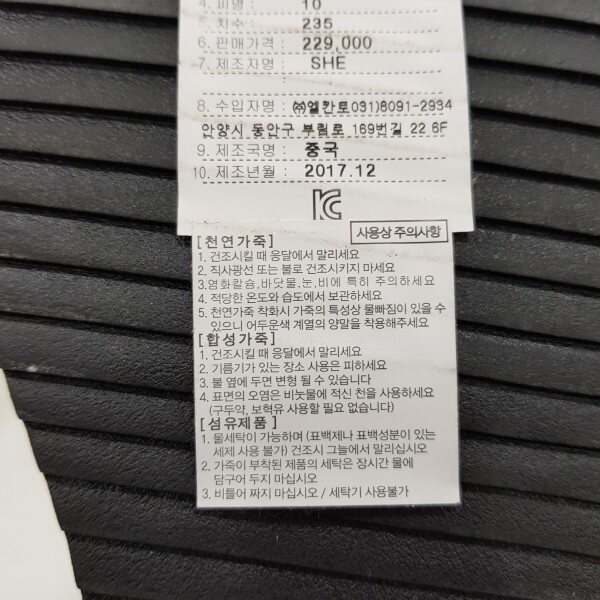 4. 피명 : 10
5. 치수 : 235
6. 판매가격 : 229,000
7. 제조자명 : SHE
8. 수입자명 : ㈜엘칸토031)8091-2934
안양시 동안구 부림로 169번길 22 6F
9. 제조국명 : 중국
10. 제조년월 : 2017.12
사용상 주의사항
[천연가죽]
1. 건조시킬 때 응달에서 말리세요
2. 직사광선 또는 불로 건조시키지 마세요
3.염화칼슘,바닷물,눈,비에 특히 주의하세요
4. 적당한 온도와 습도에서 보관하세요
5. 천연가죽 착화시 가죽의 특성상 물빠짐이 있을 수
있으니 어두운색 계열의 양말을 착용해주세요
[합성가죽]
1. 건조시킬 때 응달에서 말리세요
2. 기름기가 있는 장소 사용은 피하세요
3. 불 옆에 두면 변형 될 수 있습니다
4. 표면의 오염은 비눗물에 적신 천을 사용하세요
(구두약, 보혁유 사용할 필요 없습니다)
[섬유제품]
1. 물세탁이 가능하며 (표백제나 표백성분이 있는
세제 사용 불가) 건조시 그늘에서 말리십시오
2. 가죽이 부착된 제품의 세탁은 장시간 물에
담구어 두지 마십시오
3. 비틀어 짜지 마십시오 / 세탁기 사용불가